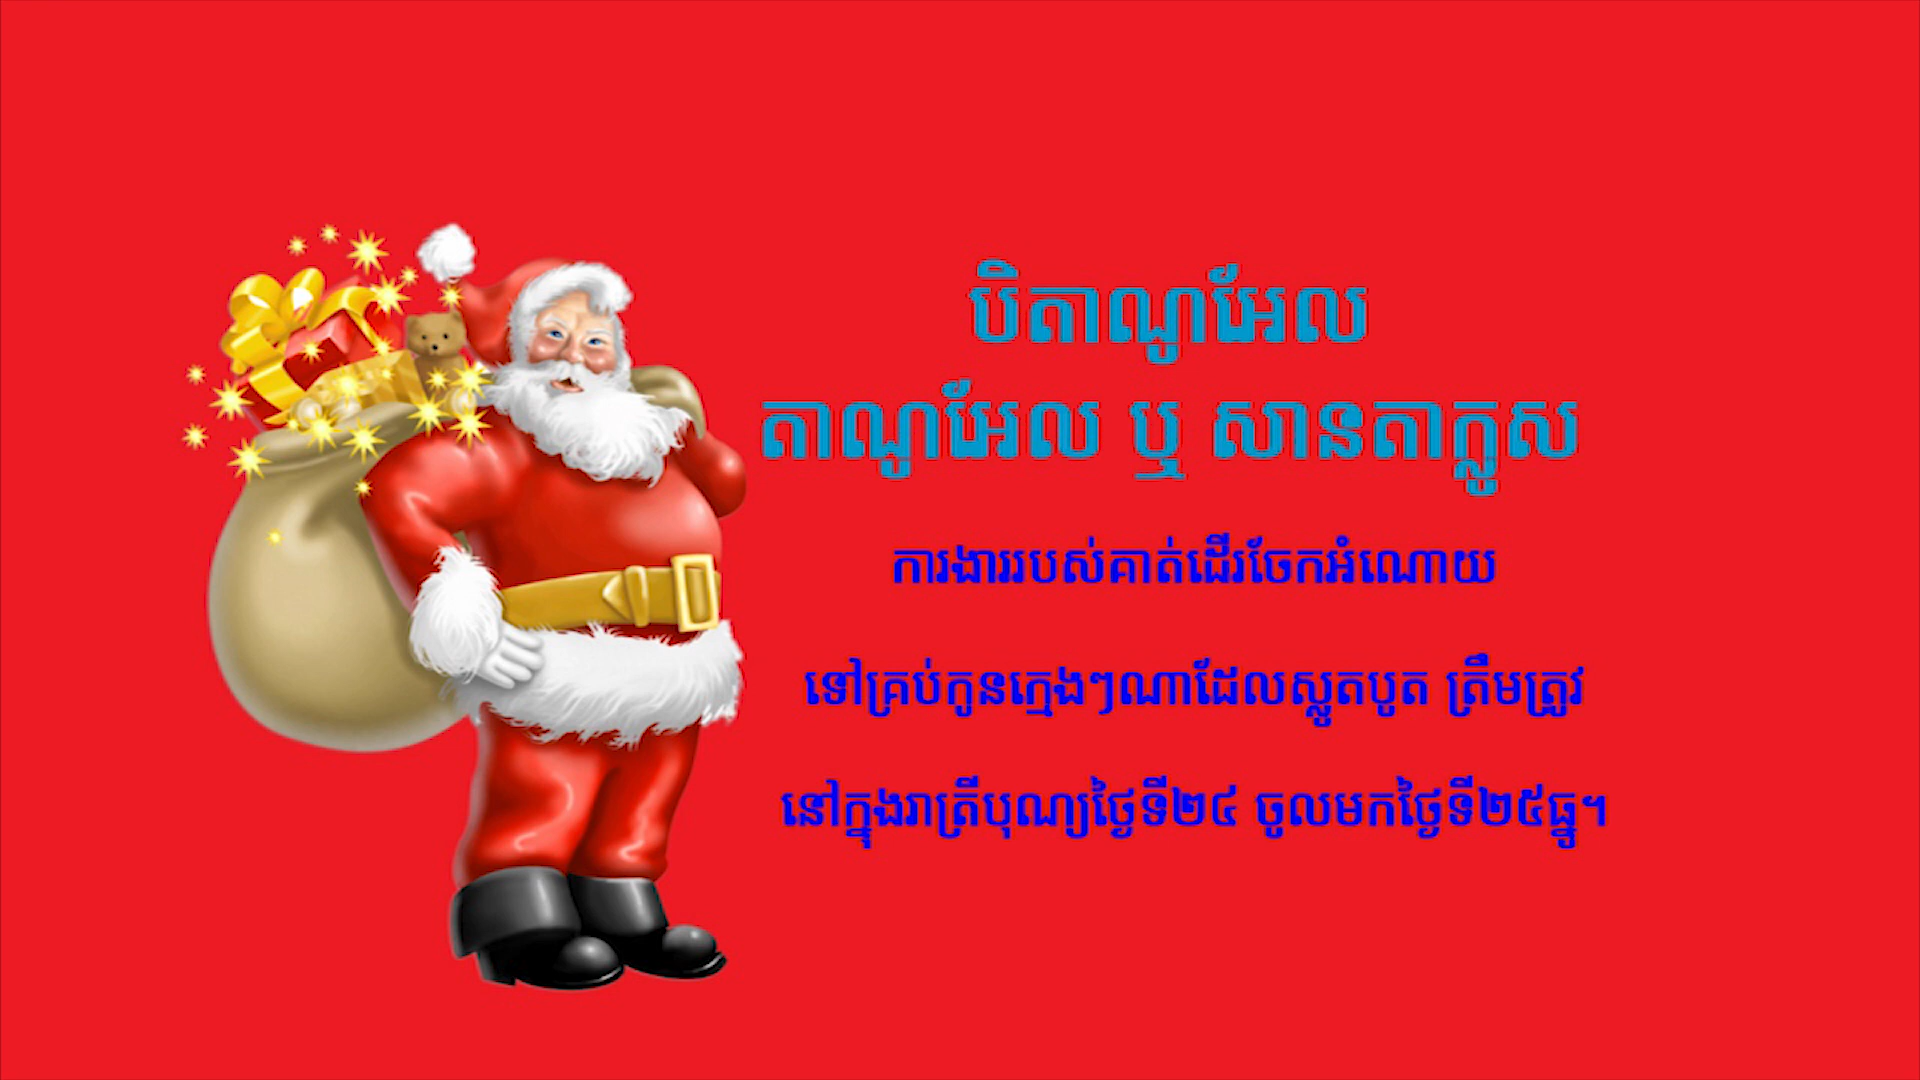 បិតាណូអែល
តាណូអែល ឬ សានតាក្លូស
ការងាររបស់គាត់ដើរចែកអំណោយ
ទៅគ្រប់កូនក្មេងៗណាដែលស្លូតបូត ត្រឹមត្រូវ
នៅក្នុងរាត្រីបុណ្យថ្ងៃទី២៤ ចូលមកថ្ងៃទី២៥ធ្នូ។